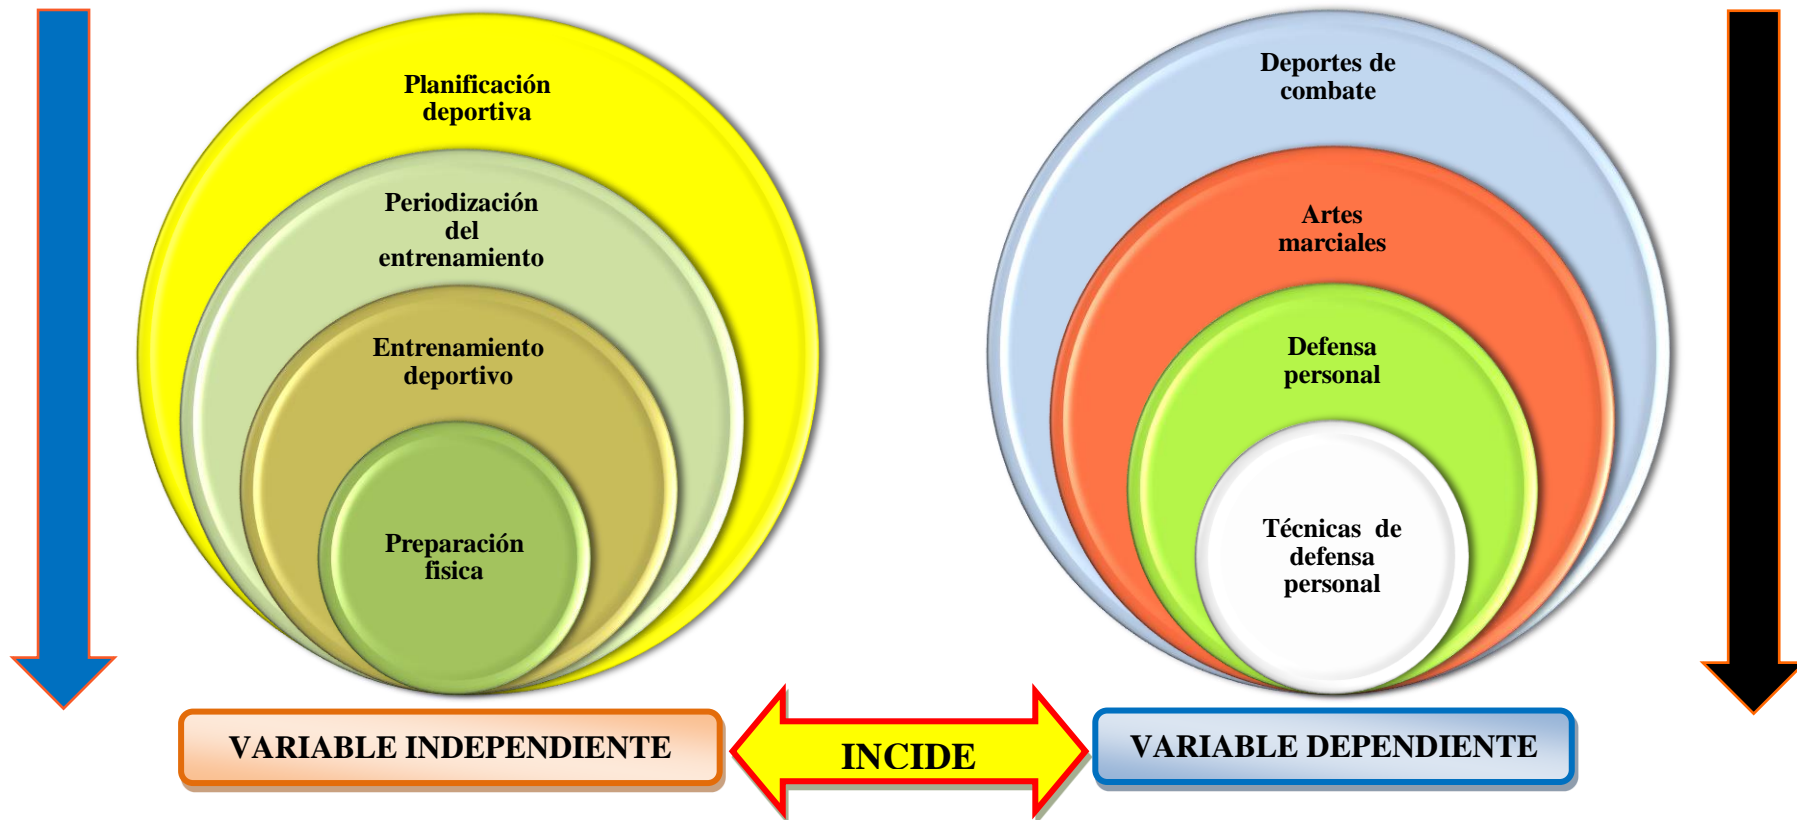 Planificación
deportiva
Periodización
del
entrenamiento
Entrenamiento
deportivo
Preparación
fisica
Deportes de
combate
Artes
marciales
Defensa
personal
Técnicas de
defensa
personal
VARIABLE INDEPENDIENTE
INCIDE
VARIABLE DEPENDIENTE